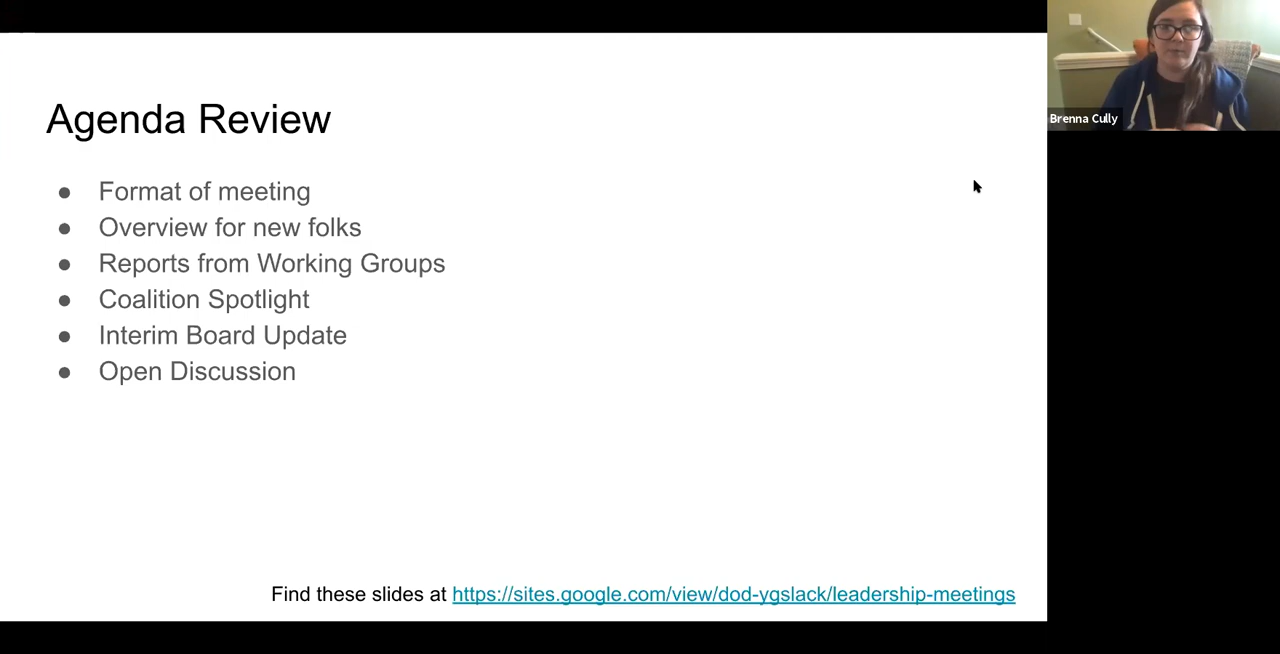 Agenda Review
● Format of meeting
● Overview for new folks
● Reports from Working Groups
● Coalition Spotlight
● Interim Board Update
● Open Discussion
Find these slides at https://sites.google.com/view/dod-ygslack/leadership-meetings
Brenna Cully